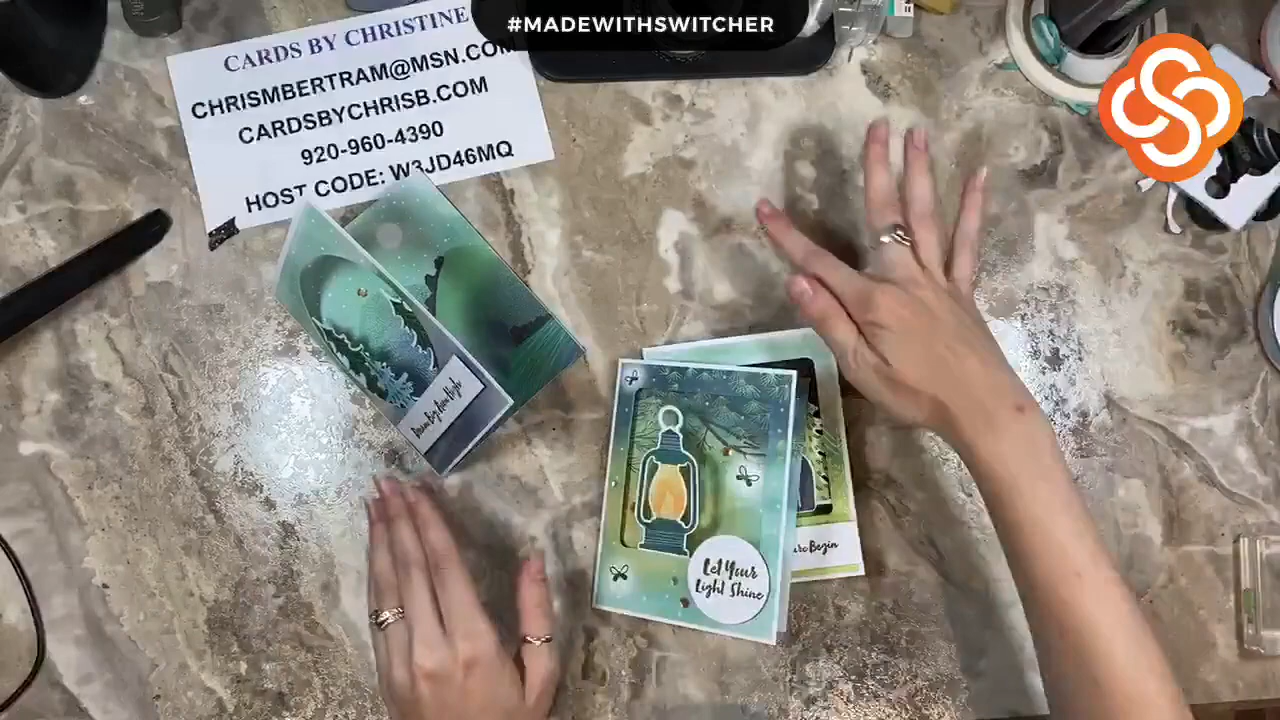 #MADEWITHSWITCHER
CARDS BY CHRISTINE
CHRISMBERTRAM@MSN.COM
CARDSBYCHRISB.COM
920-960-4390
HOST CODE: W3JD46MQ
Let Your
Light Shine
Begin